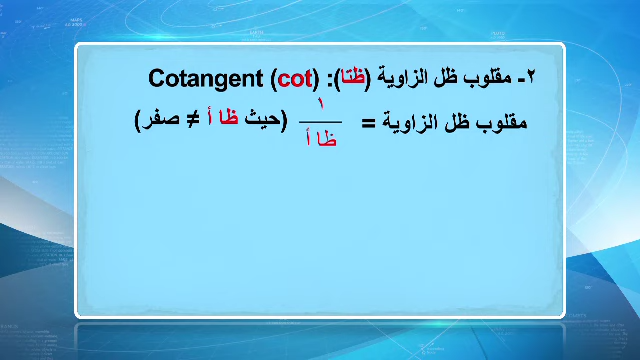 ٢- مقلوب ظل الزاوية (ظتا): Cotangent (cot)
مقلوب ظل الزاوية = ١ / ظا أ (حيث ظا أ ≠ صفر)